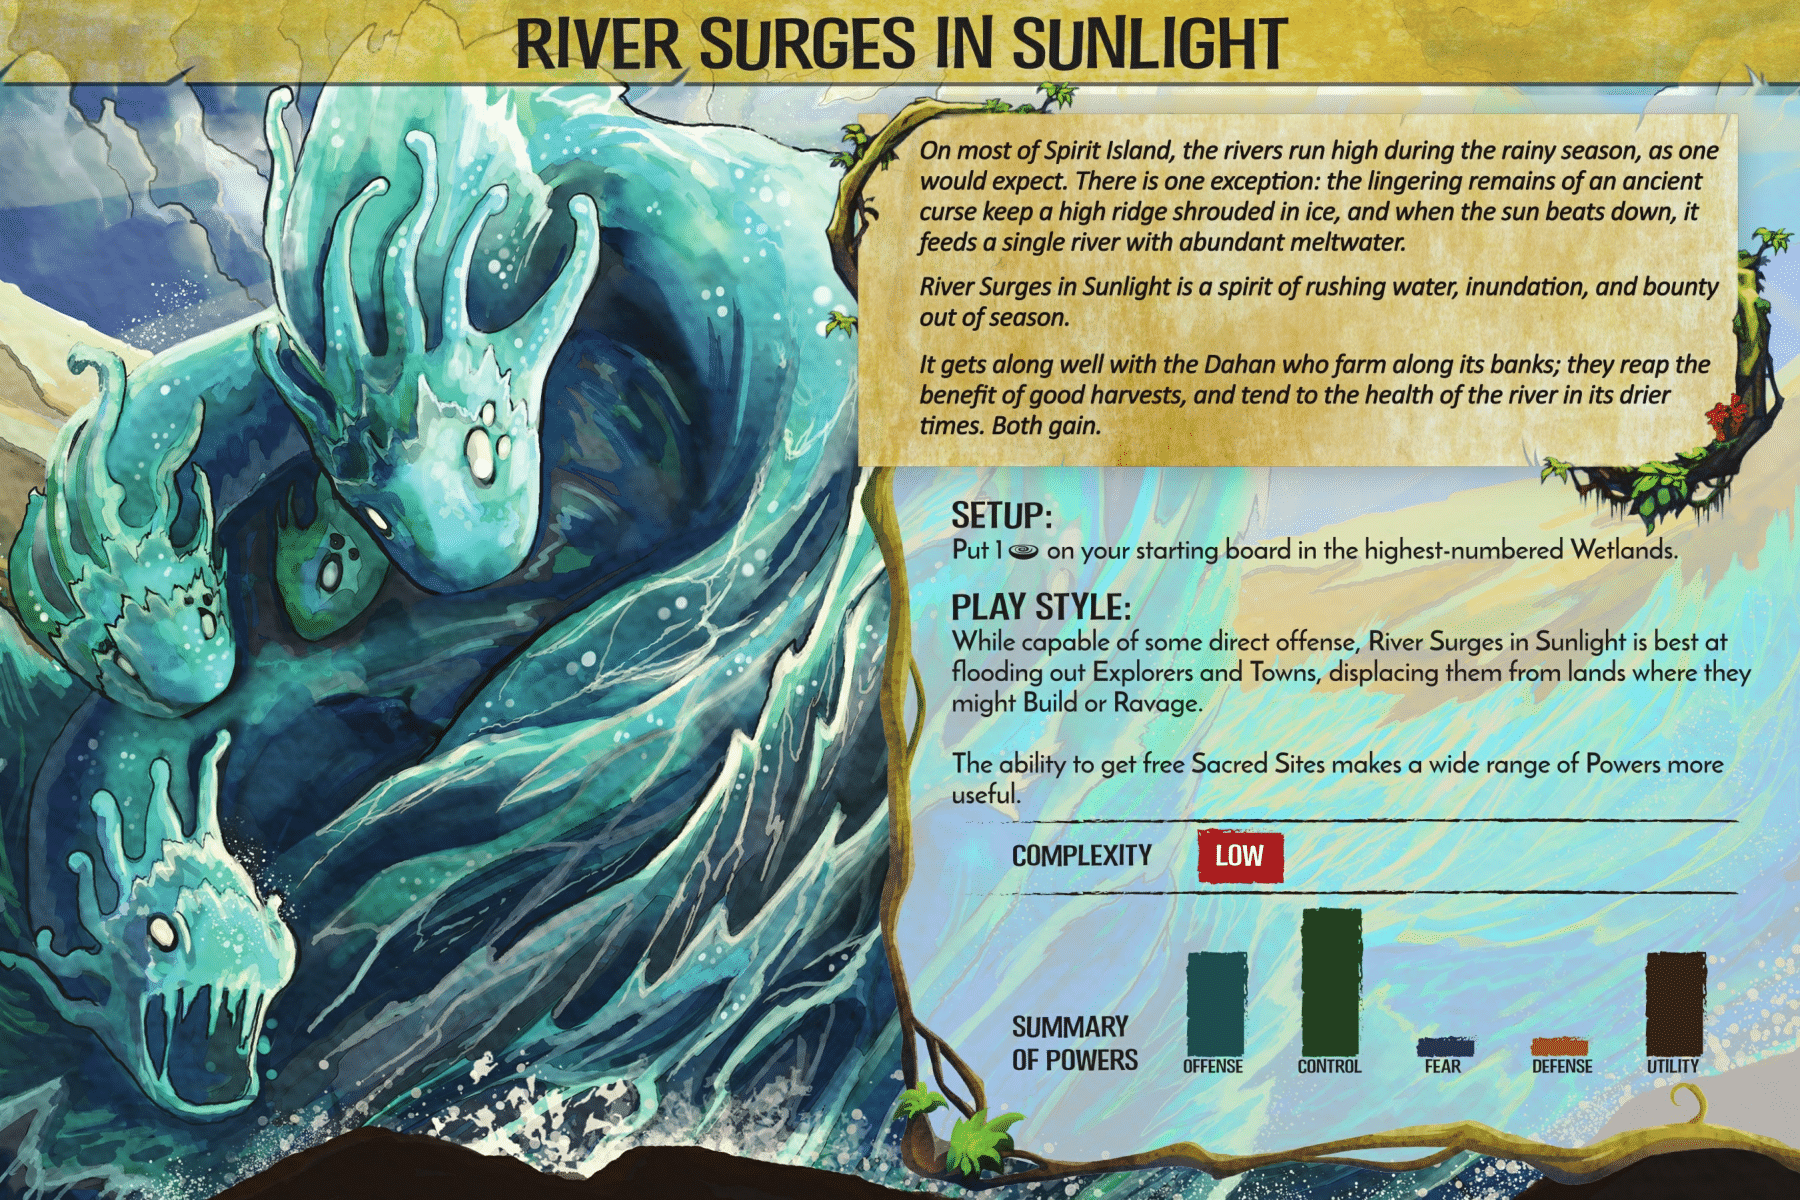 RIVER SURGES IN SUNLIGHT
On most of Spirit Island, the rivers run high during the rainy season, as one
would expect. There is one exception: the lingering remains of an ancient
curse keep a high ridge shrouded in ice, and when the sun beats down, it
feeds a single river with abundant meltwater.
River Surges in Sunlight is a spirit of rushing water, inundation, and bounty
out of season.
It gets along well with the Dahan who farm along its banks; they reap the
benefit of good harvests, and tend to the health of the river in its drier
times. Both gain.
SETUP:
Put 1 on your starting board in the highest-numbered Wetlands.
PLAY STYLE:
While capable of some direct offense, River Surges in Sunlight is best at
flooding out Explorers and Towns, displacing them from lands where they
might Build or Ravage.
The ability to get free Sacred Sites makes a wide range of Powers more
useful.
COMPLEXITY LOW
SUMMARY
OF POWERS
OFFENSE CONTROL FEAR DEFENSE UTILITY